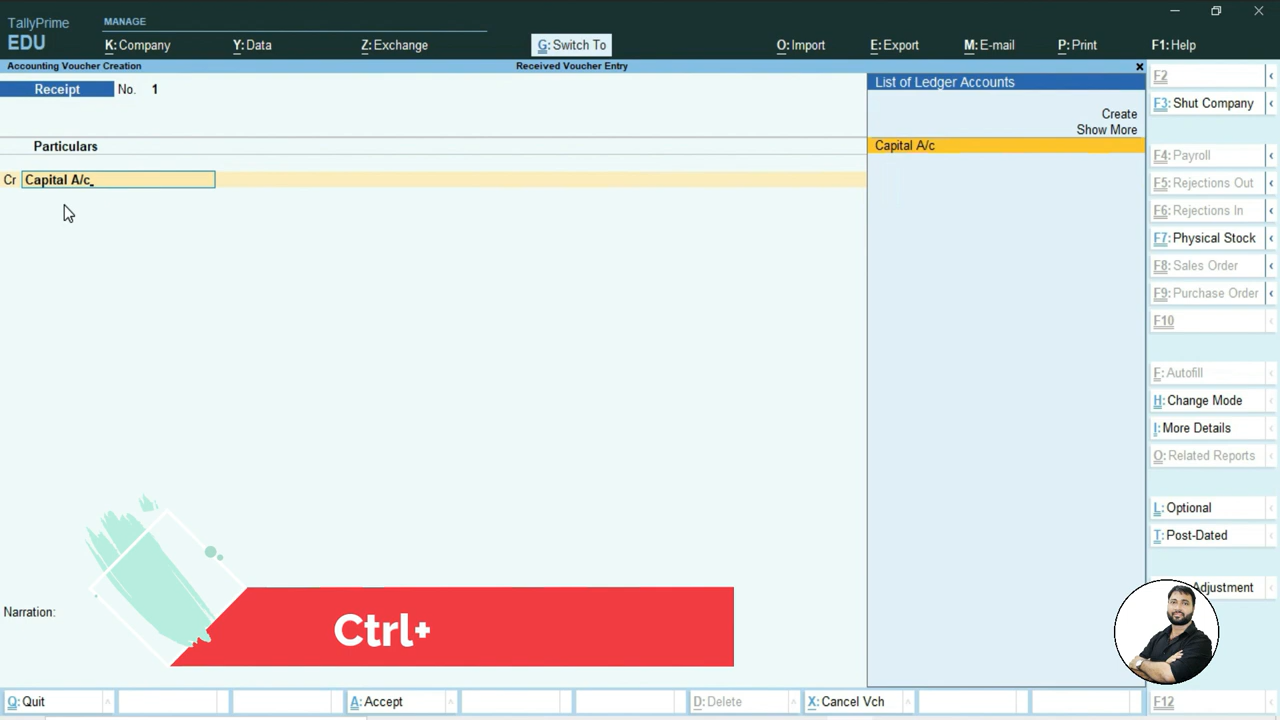 TallyPrime
EDU
MANAGE
K: Company
Y: Data
Z: Exchange
G: Switch To
O: Import
E: Export
M: E-mail
P: Print
F1: Help
Accounting Voucher Creation
Received Voucher Entry
Receipt No. 1
Particulars
Cr Capital A/c
List of Ledger Accounts
Create
Show More
Capital A/c
F2
F3: Shut Company
F4: Payroll
F5: Rejections Out
F6: Rejections In
F7: Physical Stock
F8: Sales Order
F9: Purchase Order
F10
F: Autofill
H: Change Mode
I: More Details
O: Related Reports
L: Optional
T: Post-Dated
Adjustment
Narration:
Ctrl+
Q: Quit
A: Accept
D: Delete
X: Cancel Vch
F12